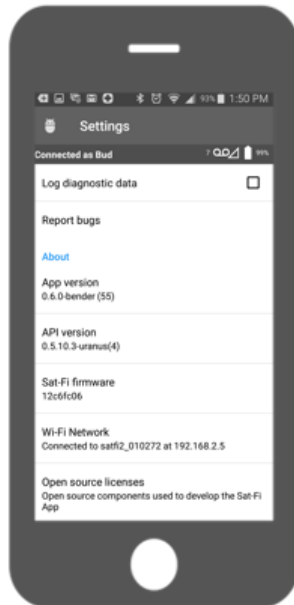 93% 1:50 PM
Settings
Connected as Bud 7 99%
Log diagnostic data
Report bugs
About
App version
0.6.0-bender (55)
API version
0.5.10.3-uranus(4)
Sat-Fi firmware
12c6fc06
Wi-Fi Network
Connected to satfi2_010272 at 192.168.2.5
Open source licenses
Open source components used to develop the Sat-Fi
App